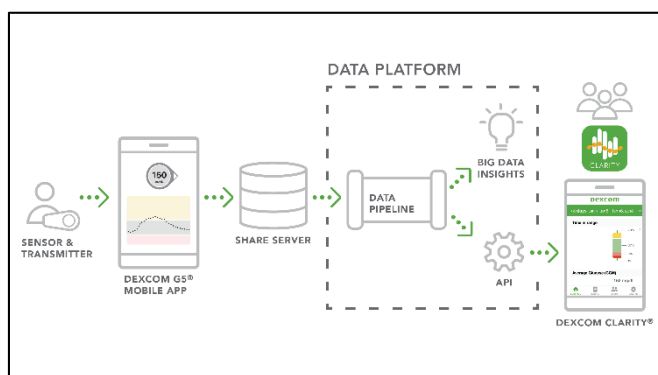 DATA PLATFORM
SENSOR &
TRANSMITTER
160
DEXCOM G5®
MOBILE APP
SHARE SERVER
DATA
PIPELINE
BIG DATA
INSIGHTS
API
CLARITY
DEXCOM
DEXCOM CLARITY®